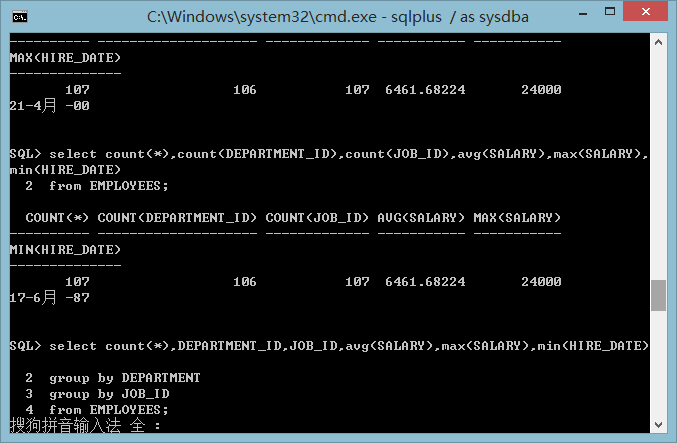 C:\Windows\system32\cmd.exe - sqlplus  / as sysdba
---------- -------------------- ------------- ----------- -----------
MAX(HIRE_DATE)
--------------
       107                  106           107  6461.68224       24000
21-4月 -00
SQL> select count(*),count(DEPARTMENT_ID),count(JOB_ID),avg(SALARY),max(SALARY),
min(HIRE_DATE)
  2  from EMPLOYEES;
  COUNT(*) COUNT(DEPARTMENT_ID) COUNT(JOB_ID) AVG(SALARY) MAX(SALARY)
---------- -------------------- ------------- ----------- -----------
MIN(HIRE_DATE)
--------------
       107                  106           107  6461.68224       24000
17-6月 -87
SQL> select count(*),DEPARTMENT_ID,JOB_ID,avg(SALARY),max(SALARY),min(HIRE_DATE)
  2  group by DEPARTMENT
  3  group by JOB_ID
  4  from EMPLOYEES;
搜狗拼音输入法 全 :